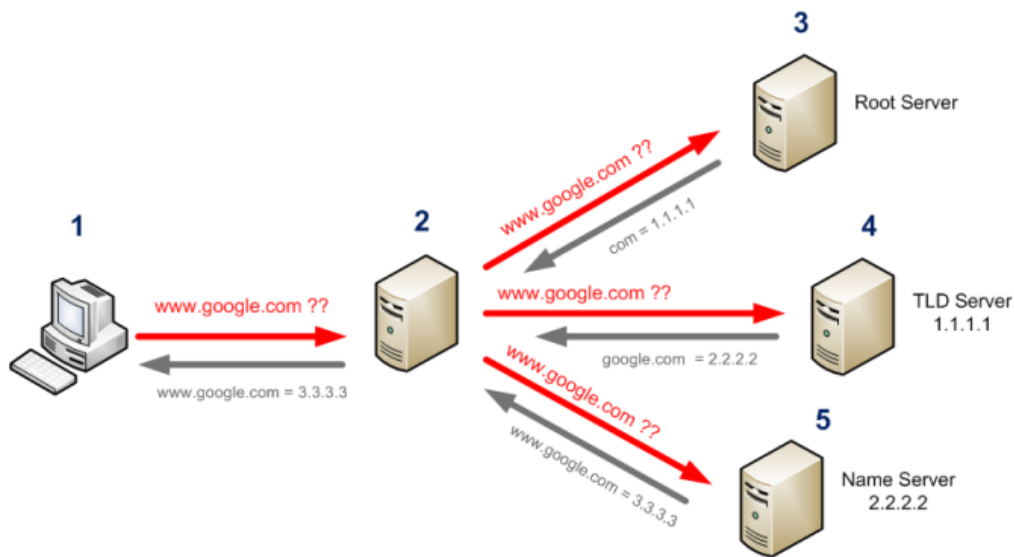 3
Root Server
www.google.com ??
com = 1.1.1.1
1
2
4
www.google.com ??
www.google.com ??
TLD Server
1.1.1.1
google.com = 2.2.2.2
www.google.com = 3.3.3.3
www.google.com ??
www.google.com = 3.3.3.3
5
Name Server
2.2.2.2